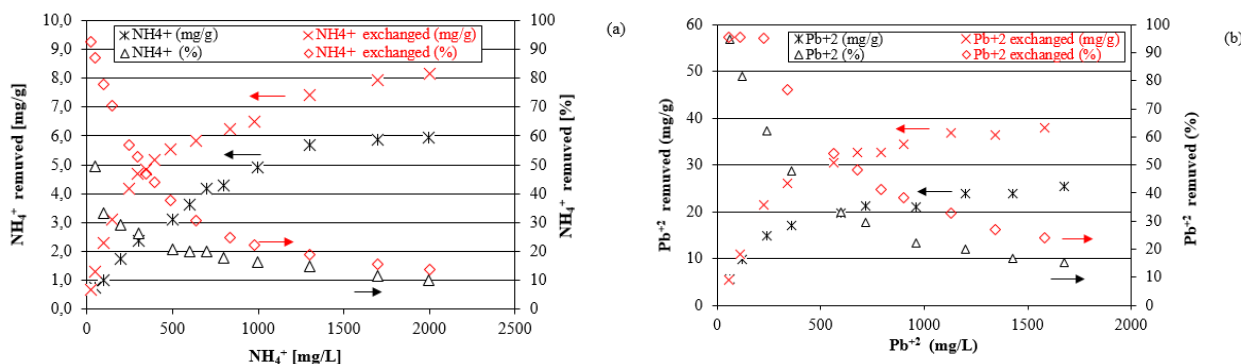 (a)
NH4+ (mg/g) NH4+ exchanged (mg/g)
NH4+ (%) NH4+ exchanged (%)
NH₄⁺ remuved [mg/g]
10,0
9,0
8,0
7,0
6,0
5,0
4,0
3,0
2,0
1,0
0,0
NH₄⁺ remuved [%]
100
90
80
70
60
50
40
30
20
10
0
0 500 1000 1500 2000 2500
NH₄⁺ [mg/L]
(b)
Pb+2 (mg/g) Pb+2 exchanged (mg/g)
Pb+2 (%) Pb+2 exchanged (%)
Pb⁺² remuved (mg/g)
60
50
40
30
20
10
0
Pb⁺² remuved (%)
100
90
80
70
60
50
40
30
20
10
0
0 500 1000 1500 2000
Pb⁺² (mg/L)